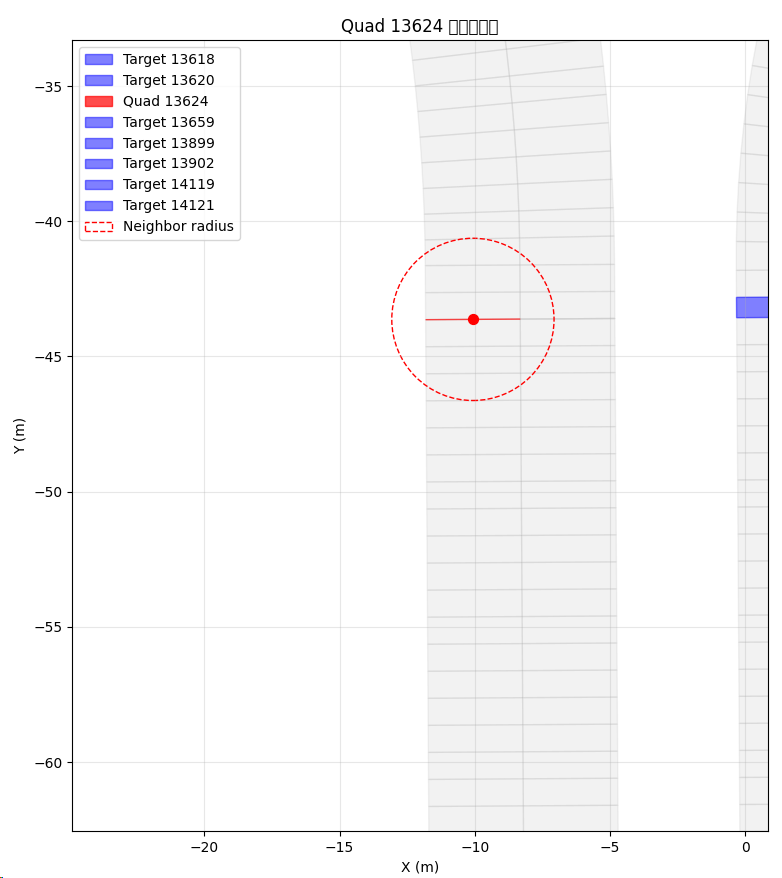 Quad 13624
Target 13618
Target 13620
Quad 13624
Target 13659
Target 13899
Target 13902
Target 14119
Target 14121
Neighbor radius
−35
−40
−45
−50
−55
−60
Y (m)
−20
−15
−10
−5
0
X (m)